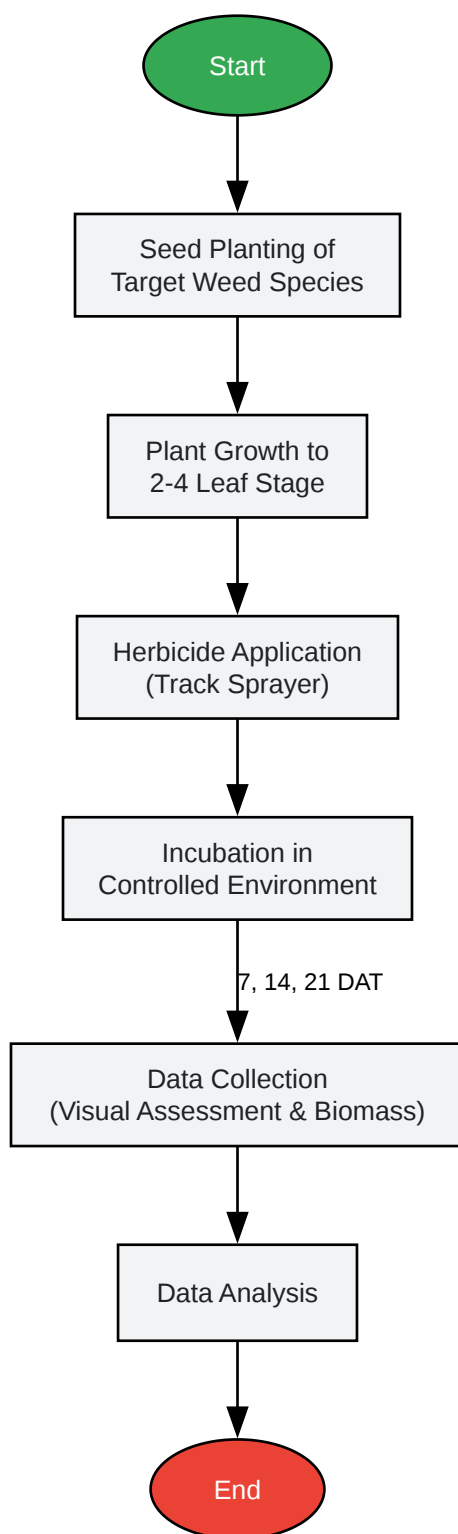 Start
Seed Planting of
Target Weed Species
Plant Growth to
2-4 Leaf Stage
Herbicide Application
(Track Sprayer)
Incubation in
Controlled Environment
7, 14, 21 DAT
Data Collection
(Visual Assessment & Biomass)
Data Analysis
End